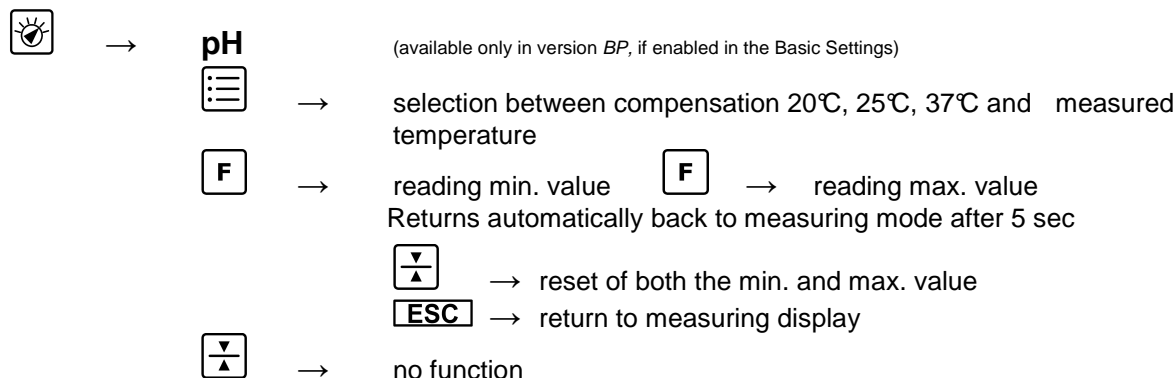 → pH (available only in version BP, if enabled in the Basic Settings)
→ selection between compensation 20℃, 25℃, 37℃ and measured
temperature
F → reading min. value F → reading max. value
Returns automatically back to measuring mode after 5 sec
→ reset of both the min. and max. value
ESC → return to measuring display
→ no function